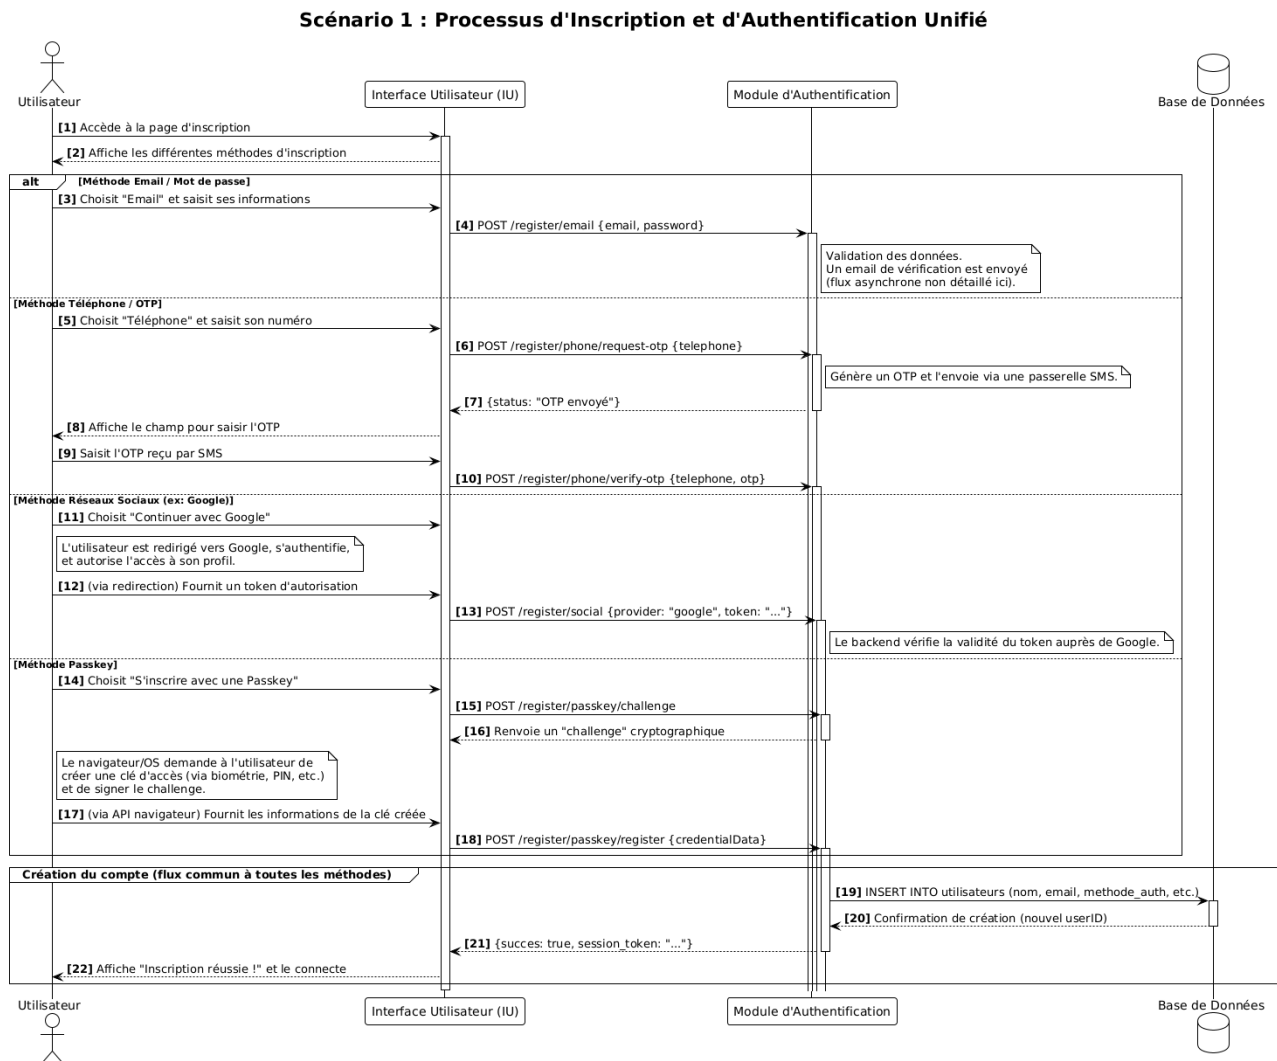 Scénario 1 : Processus d'Inscription et d'Authentification Unifié
Utilisateur
Interface Utilisateur (IU)
Module d'Authentification
Base de Données
[1] Accède à la page d'inscription
[2] Affiche les différentes méthodes d'inscription
alt [Méthode Email / Mot de passe]
[3] Choisit "Email" et saisit ses informations
[4] POST /register/email {email, password}
Validation des données.
Un email de vérification est envoyé
(flux asynchrone non détaillé ici).
[Méthode Téléphone / OTP]
[5] Choisit "Téléphone" et saisit son numéro
[6] POST /register/phone/request-otp {telephone}
Génère un OTP et l'envoie via une passerelle SMS.
[7] {status: "OTP envoyé"}
[8] Affiche le champ pour saisir l'OTP
[9] Saisit l'OTP reçu par SMS
[10] POST /register/phone/verify-otp {telephone, otp}
[Méthode Réseaux Sociaux (ex: Google)]
[11] Choisit "Continuer avec Google"
L'utilisateur est redirigé vers Google, s'authentifie,
et autorise l'accès à son profil.
[12] (via redirection) Fournit un token d'autorisation
[13] POST /register/social {provider: "google", token: "..."}
Le backend vérifie la validité du token auprès de Google.
[Méthode Passkey]
[14] Choisit "S'inscrire avec une Passkey"
[15] POST /register/passkey/challenge
[16] Renvoie un "challenge" cryptographique
Le navigateur/OS demande à l'utilisateur de
créer une clé d'accès (via biométrie, PIN, etc.)
et de signer le challenge.
[17] (via API navigateur) Fournit les informations de la clé créée
[18] POST /register/passkey/register {credentialData}
Création du compte (flux commun à toutes les méthodes)
[19] INSERT INTO utilisateurs (nom, email, methode_auth, etc.)
[20] Confirmation de création (nouvel userID)
[21] {succes: true, session_token: "..."}
[22] Affiche "Inscription réussie !" et le connecte
Utilisateur
Interface Utilisateur (IU)
Module d'Authentification
Base de Données